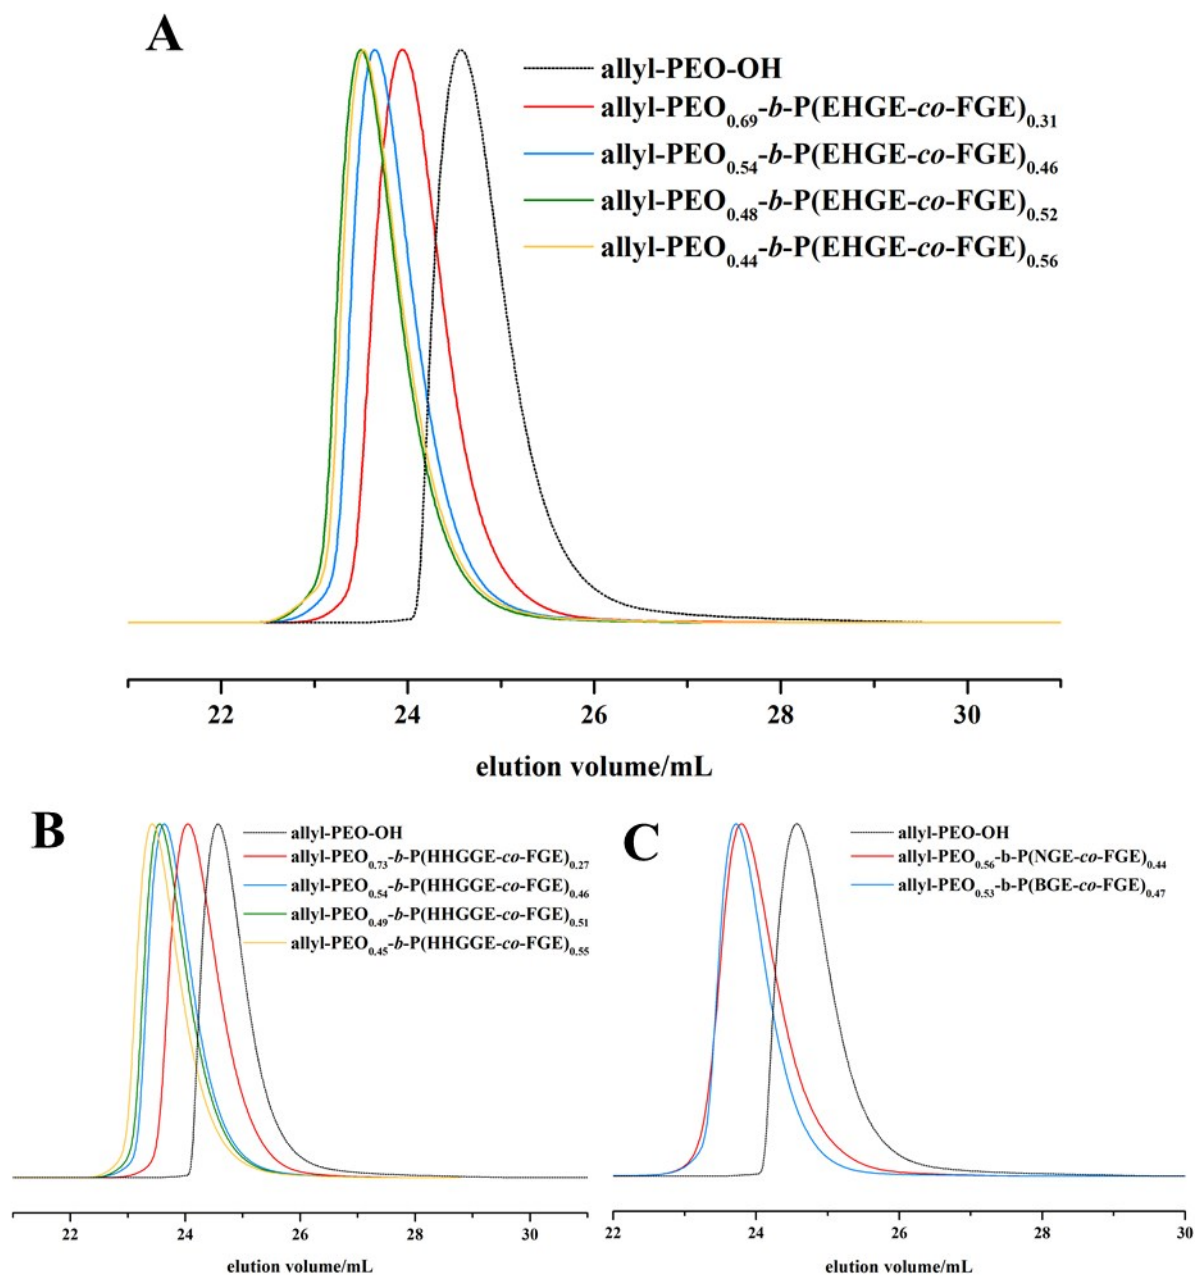 A
allyl-PEO-OH
allyl-PEO0.69-b-P(EHGE-co-FGE)0.31
allyl-PEO0.54-b-P(EHGE-co-FGE)0.46
allyl-PEO0.48-b-P(EHGE-co-FGE)0.52
allyl-PEO0.44-b-P(EHGE-co-FGE)0.56
22 24 26 28 30
elution volume/mL
B
allyl-PEO-OH
allyl-PEO0.73-b-P(HHGGE-co-FGE)0.27
allyl-PEO0.54-b-P(HHGGE-co-FGE)0.46
allyl-PEO0.49-b-P(HHGGE-co-FGE)0.51
allyl-PEO0.45-b-P(HHGGE-co-FGE)0.55
22 24 26 28 30
elution volume/mL
C
allyl-PEO-OH
allyl-PEO0.56-b-P(NGE-co-FGE)0.44
allyl-PEO0.53-b-P(BGE-co-FGE)0.47
22 24 26 28 30
elution volume/mL